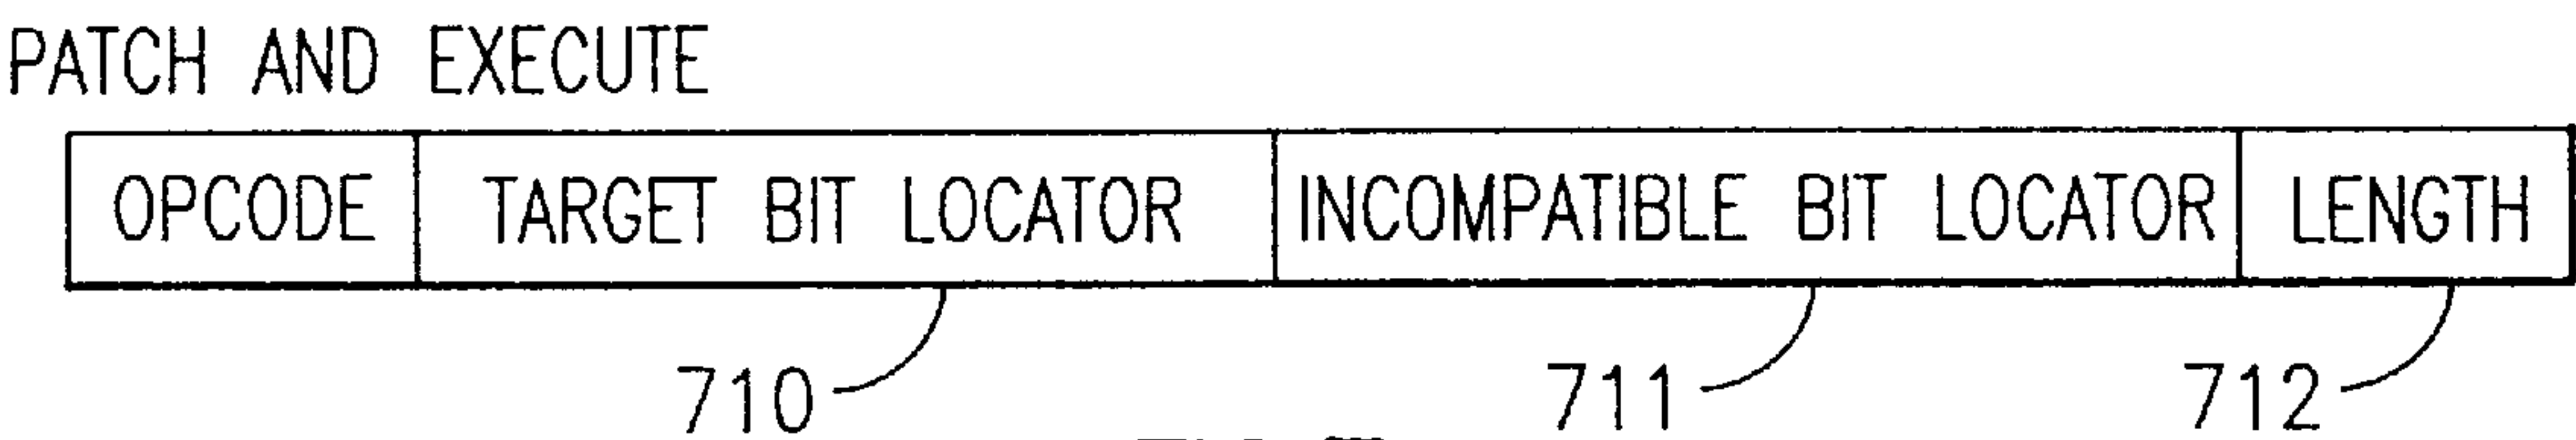 PATCH AND EXECUTE
OPCODE TARGET BIT LOCATOR INCOMPATIBLE BIT LOCATOR LENGTH
710 711 712